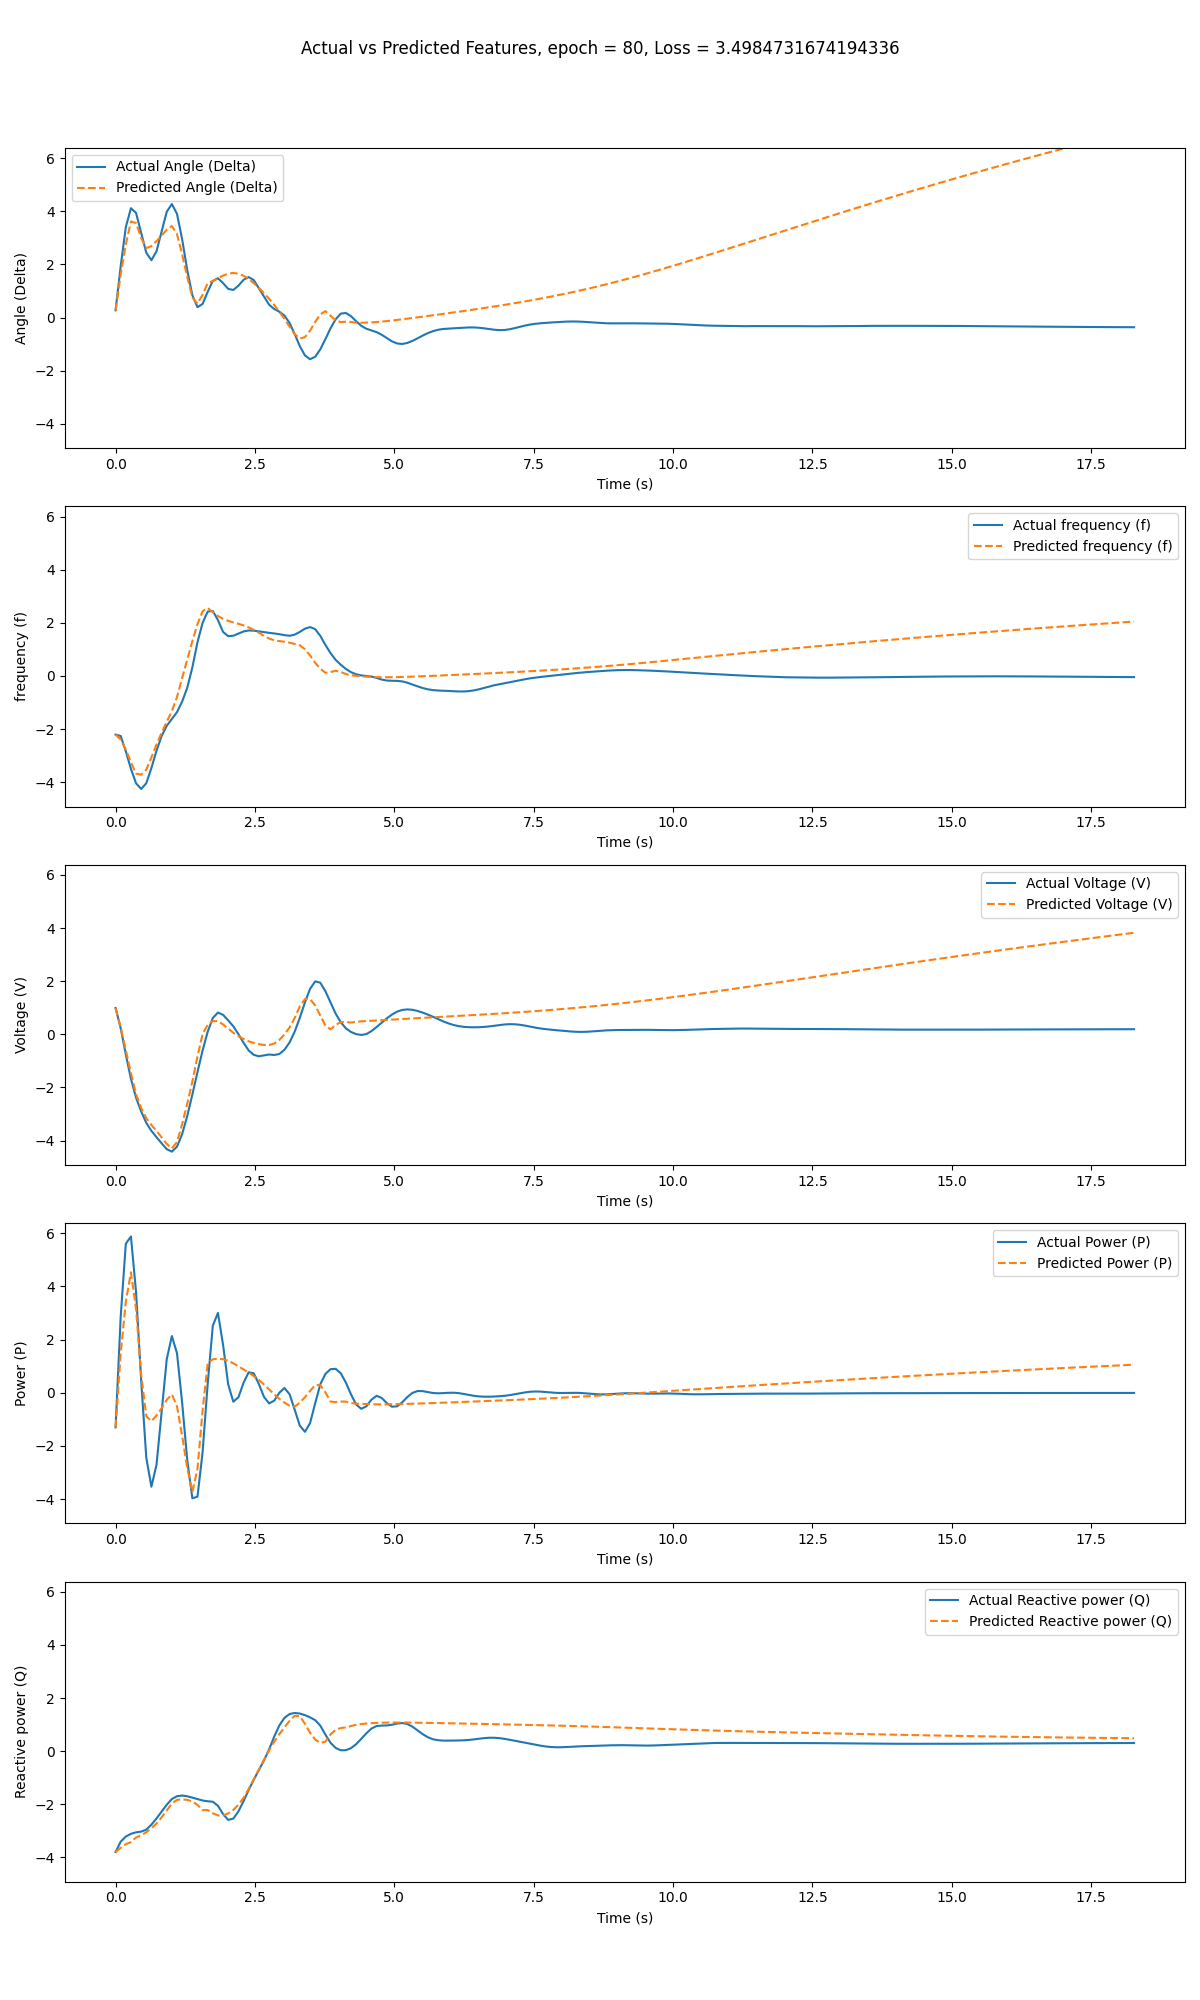 Actual vs Predicted Features, epoch = 80, Loss = 3.4984731674194336
Actual Angle (Delta)
Predicted Angle (Delta)
Angle (Delta)
6
4
2
0
−2
−4
0.0 2.5 5.0 7.5 10.0 12.5 15.0 17.5
Time (s)
Actual frequency (f)
Predicted frequency (f)
frequency (f)
6
4
2
0
−2
−4
0.0 2.5 5.0 7.5 10.0 12.5 15.0 17.5
Time (s)
Actual Voltage (V)
Predicted Voltage (V)
Voltage (V)
6
4
2
0
−2
−4
0.0 2.5 5.0 7.5 10.0 12.5 15.0 17.5
Time (s)
Actual Power (P)
Predicted Power (P)
Power (P)
6
4
2
0
−2
−4
0.0 2.5 5.0 7.5 10.0 12.5 15.0 17.5
Time (s)
Actual Reactive power (Q)
Predicted Reactive power (Q)
Reactive power (Q)
6
4
2
0
−2
−4
0.0 2.5 5.0 7.5 10.0 12.5 15.0 17.5
Time (s)